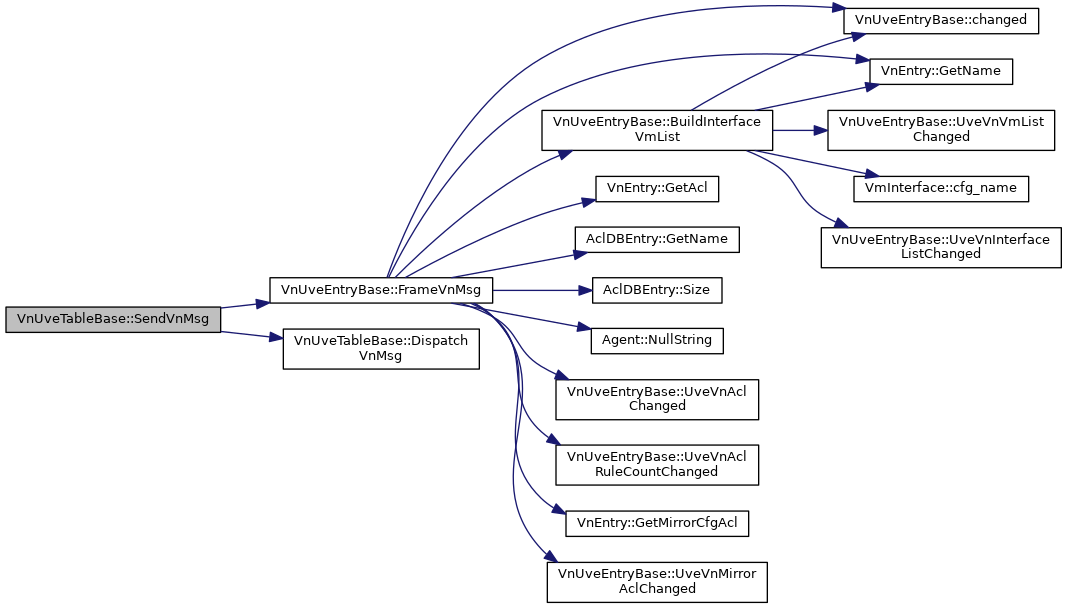 VnUveTableBase::SendVnMsg
VnUveEntryBase::FrameVnMsg
VnUveTableBase::Dispatch
VnMsg
VnUveEntryBase::BuildInterface
VmList
VnEntry::GetAcl
AclDBEntry::GetName
AclDBEntry::Size
Agent::NullString
VnUveEntryBase::UveVnAcl
Changed
VnUveEntryBase::UveVnAcl
RuleCountChanged
VnEntry::GetMirrorCfgAcl
VnUveEntryBase::UveVnMirror
AclChanged
VnUveEntryBase::changed
VnEntry::GetName
VnUveEntryBase::UveVnVmList
Changed
VmInterface::cfg_name
VnUveEntryBase::UveVnInterface
ListChanged